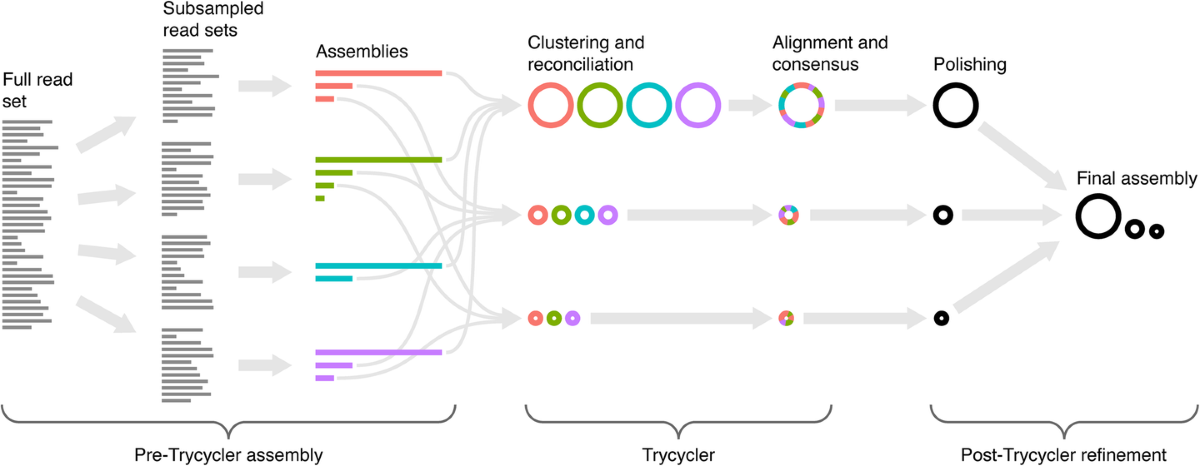 Full read
set
Subsampled
read sets
Assemblies
Clustering and
reconciliation
Alignment and
consensus
Polishing
Final assembly
Pre-Trycycler assembly
Trycycler
Post-Trycycler refinement